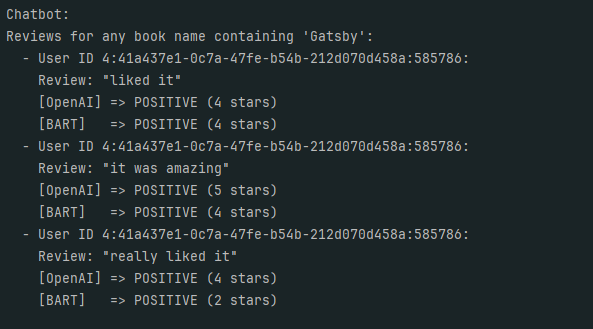 Chatbot:
Reviews for any book name containing 'Gatsby':
- User ID 4:41a437e1-0c7a-47fe-b54b-212d070d458a:585786:
Review: "liked it"
[OpenAI] => POSITIVE (4 stars)
[BART] => POSITIVE (4 stars)
- User ID 4:41a437e1-0c7a-47fe-b54b-212d070d458a:585786:
Review: "it was amazing"
[OpenAI] => POSITIVE (5 stars)
[BART] => POSITIVE (4 stars)
- User ID 4:41a437e1-0c7a-47fe-b54b-212d070d458a:585786:
Review: "really liked it"
[OpenAI] => POSITIVE (4 stars)
[BART] => POSITIVE (2 stars)